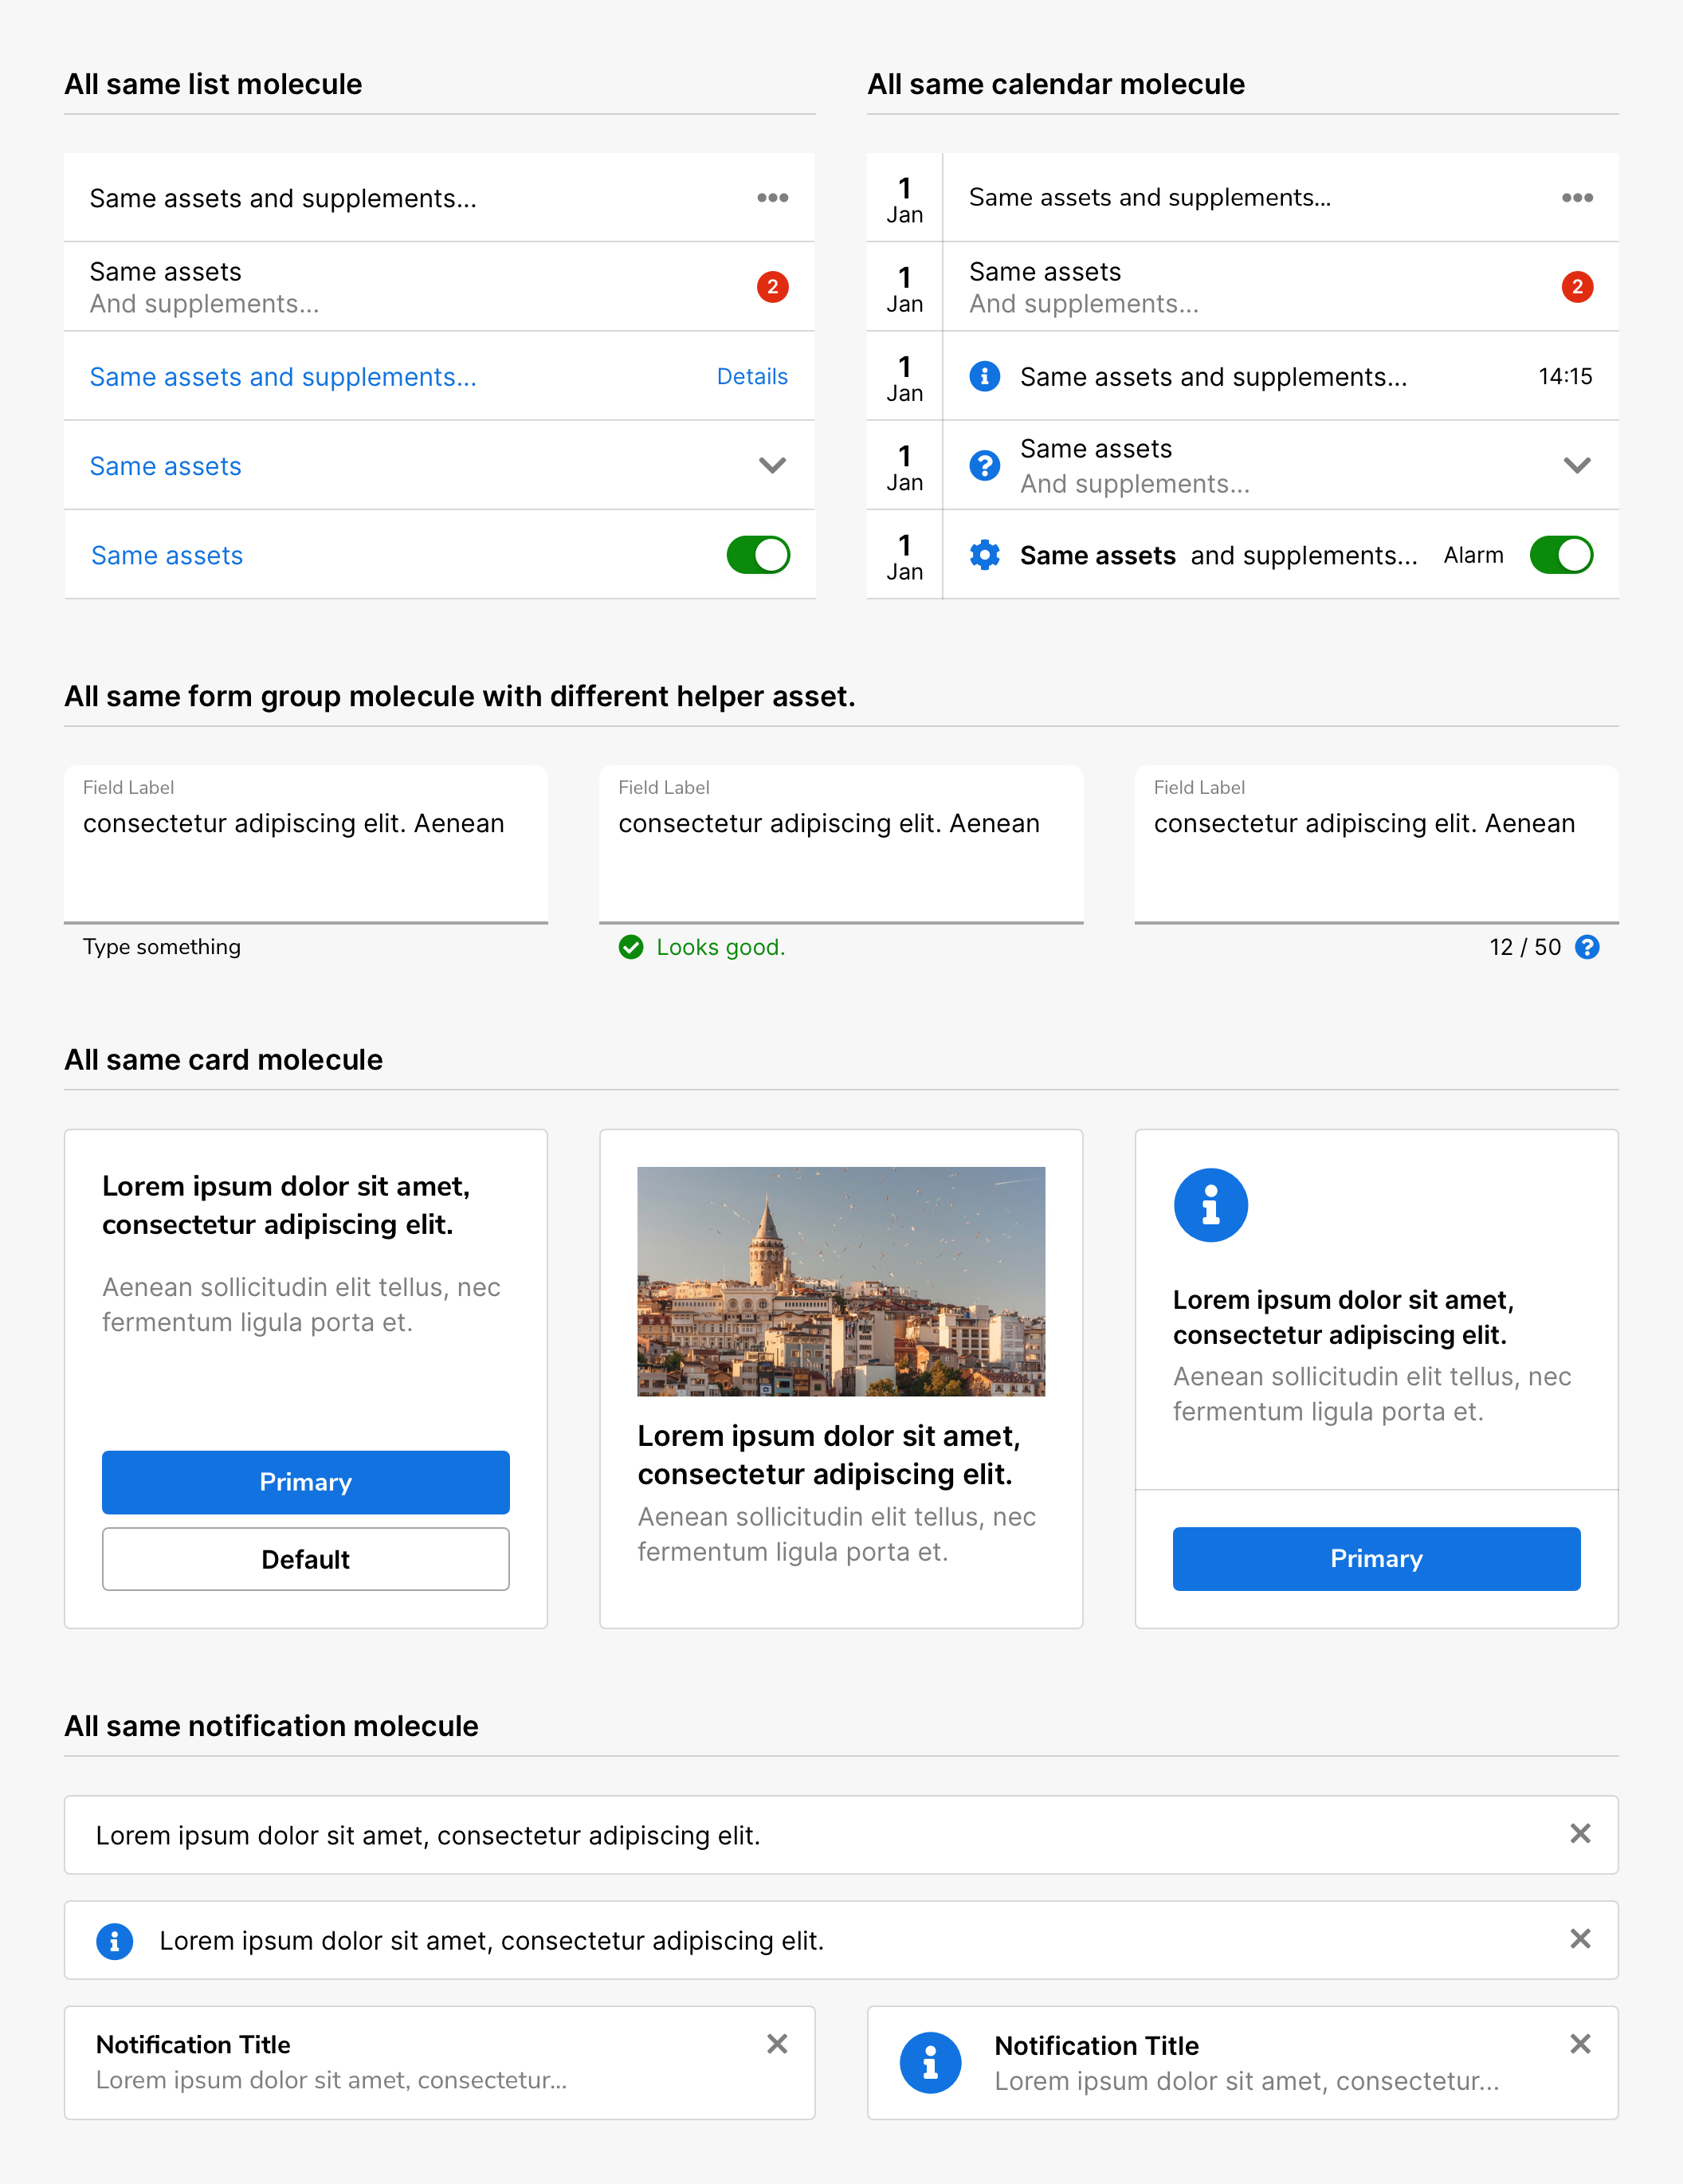 All same list molecule
Same assets and supplements...
Same assets
And supplements...
2
Same assets and supplements...
Details
Same assets
Same assets
All same calendar molecule
1
Jan
Same assets and supplements...
1
Jan
Same assets
And supplements...
2
1
Jan
Same assets and supplements...
14:15
1
Jan
Same assets
And supplements...
1
Jan
Same assets and supplements...
Alarm
All same form group molecule with different helper asset.
Field Label
consectetur adipiscing elit. Aenean
Type something
Field Label
consectetur adipiscing elit. Aenean
Looks good.
Field Label
consectetur adipiscing elit. Aenean
12 / 50
All same card molecule
Lorem ipsum dolor sit amet,
consectetur adipiscing elit.
Aenean sollicitudin elit tellus, nec
fermentum ligula porta et.
Primary
Default
Lorem ipsum dolor sit amet,
consectetur adipiscing elit.
Aenean sollicitudin elit tellus, nec
fermentum ligula porta et.
Lorem ipsum dolor sit amet,
consectetur adipiscing elit.
Aenean sollicitudin elit tellus, nec
fermentum ligula porta et.
Primary
All same notification molecule
Lorem ipsum dolor sit amet, consectetur adipiscing elit.
Lorem ipsum dolor sit amet, consectetur adipiscing elit.
Notification Title
Lorem ipsum dolor sit amet, consectetur...
Notification Title
Lorem ipsum dolor sit amet, consectetur...